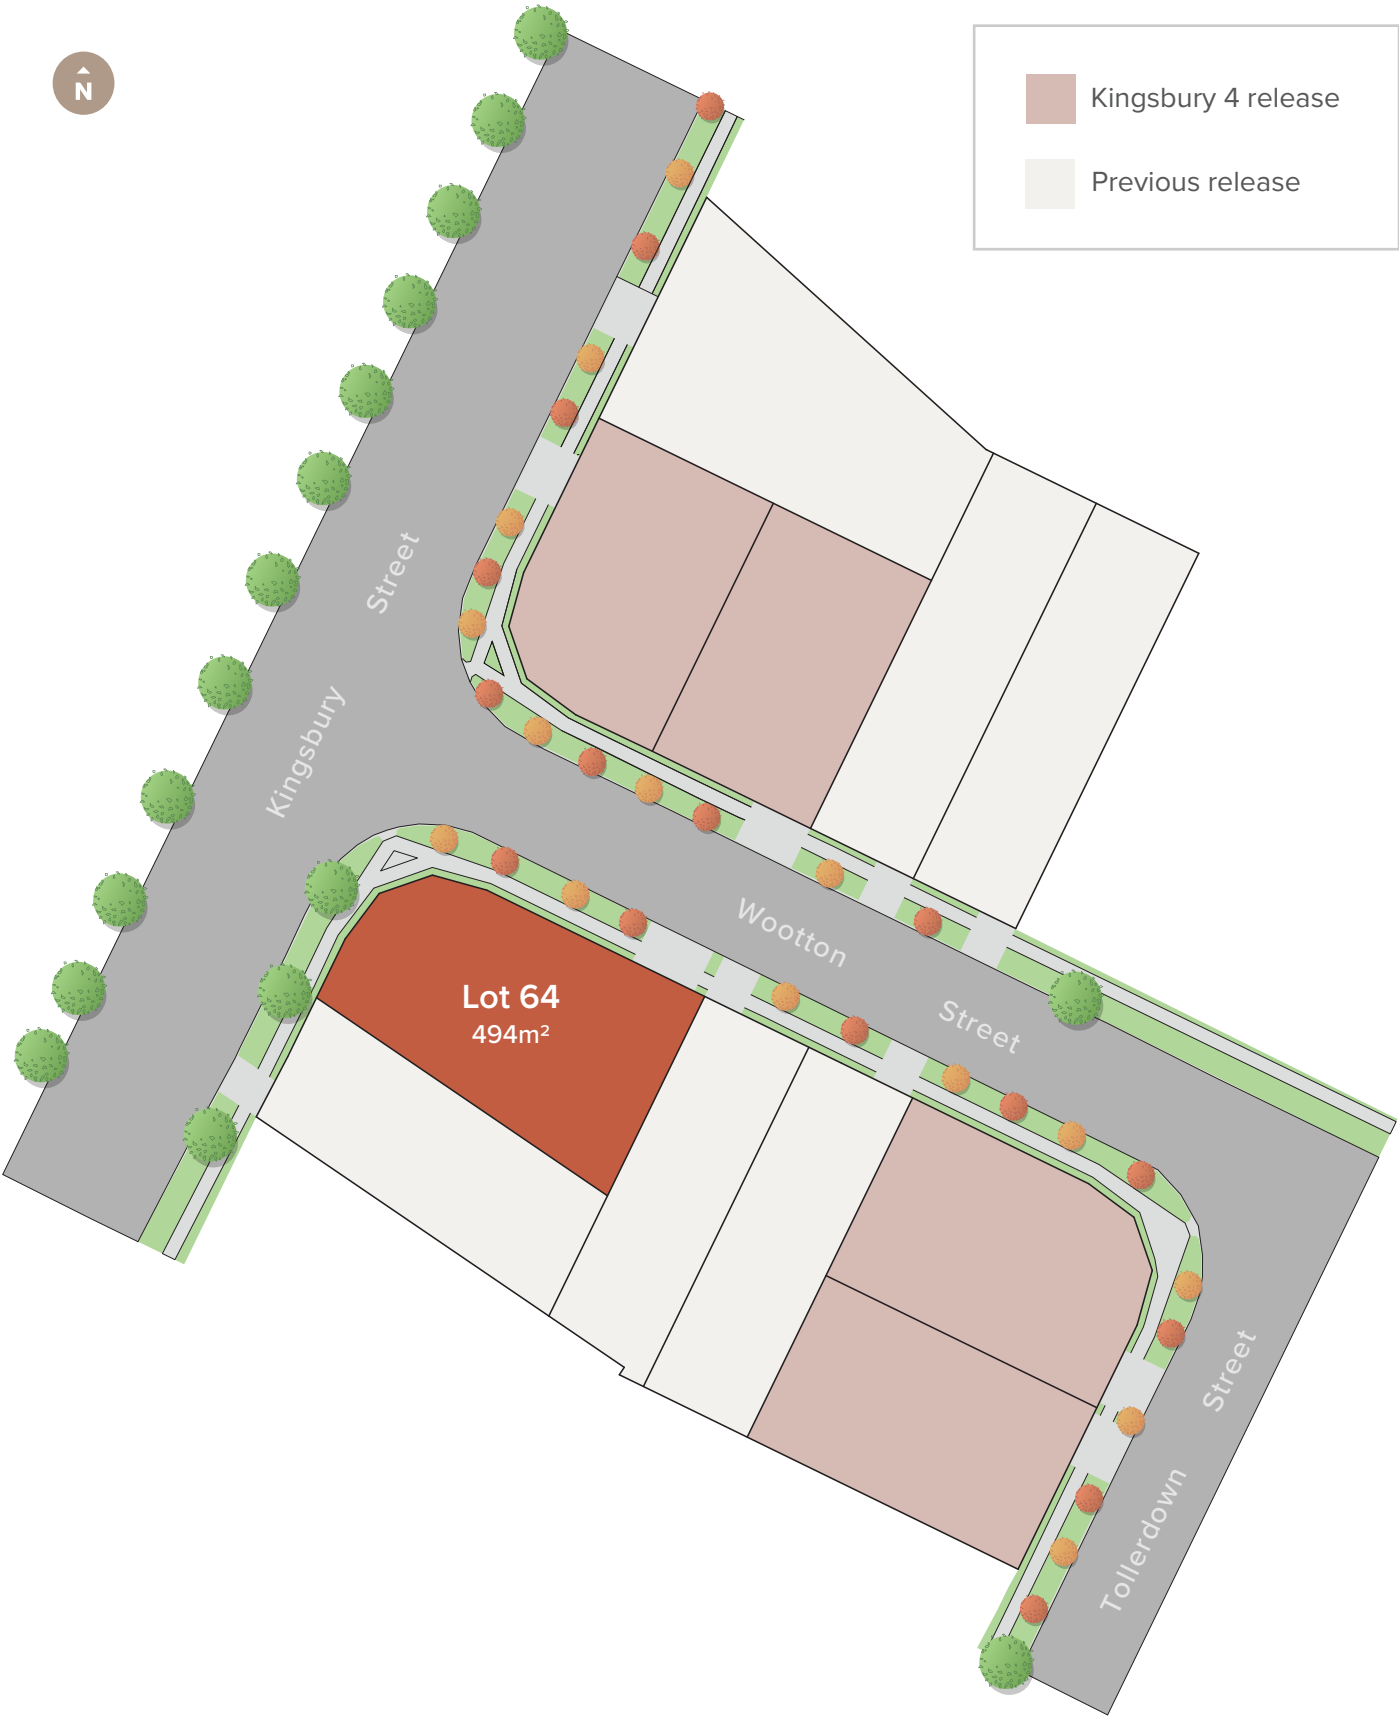 N
Kingsbury 4 release
Previous release
Kingsbury Street
Wootton Street
Lot 64
494m²
Tollerdown Street